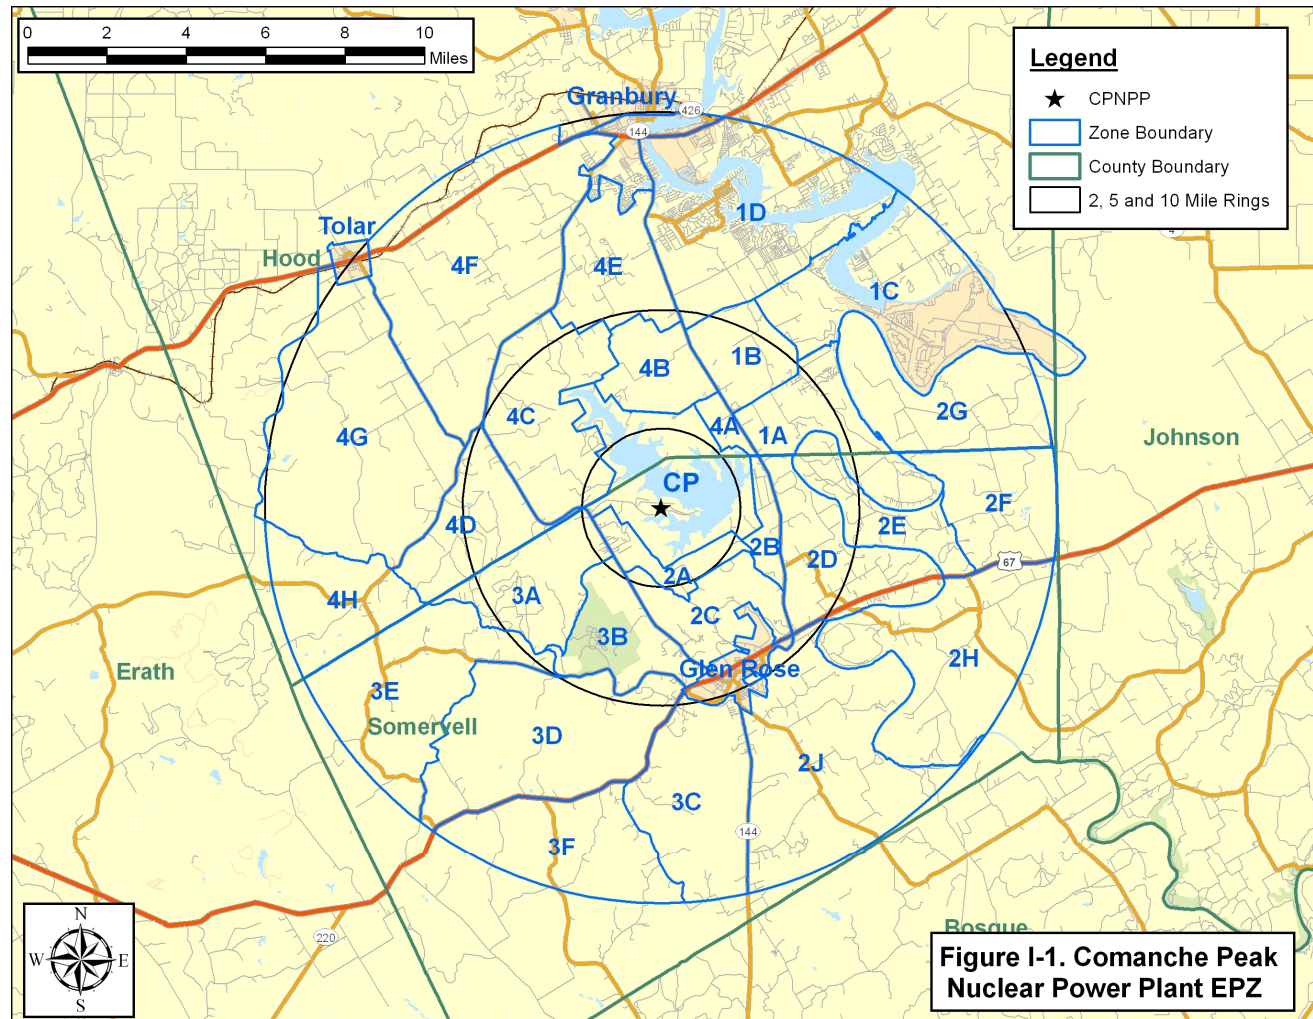 0 2 4 6 8 10
Miles
Legend
CPNPP
Zone Boundary
County Boundary
2, 5 and 10 Mile Rings
Granbury
426
144
1D
Tolar
Hood
4F
4E
1C
4
1B
4B
4C
2G
4A
1A
4G
Johnson
CP
2F
4D
2E
2B
2D
67
2A
3A
4H
2C
3B
Glen Rose
2H
Erath
3E
Somervell
3D
2J
3C
144
3F
220
Bosque
N
W E
S
Figure I-1. Comanche Peak
Nuclear Power Plant EPZ